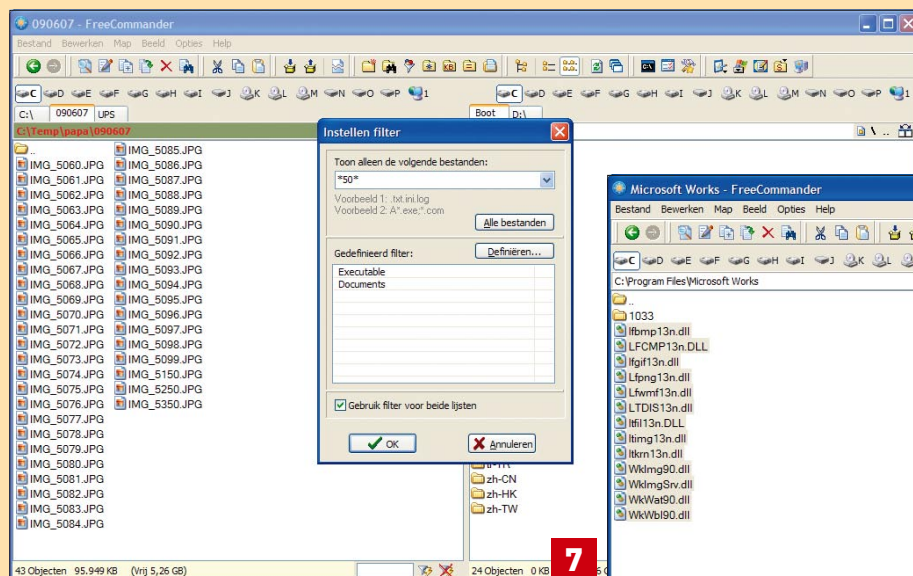 090607 - FreeCommander
Bestand Bewerken Map Beeld Opties Help
C D E F G H I J K L M N O P 1
C D E F G H I J K L M N O P 1
C:\ 090607 UPS
Boot D:\
C:\Temp\papa\090607
..
IMG_5060.JPG
IMG_5061.JPG
IMG_5062.JPG
IMG_5063.JPG
IMG_5064.JPG
IMG_5065.JPG
IMG_5066.JPG
IMG_5067.JPG
IMG_5068.JPG
IMG_5069.JPG
IMG_5070.JPG
IMG_5071.JPG
IMG_5072.JPG
IMG_5073.JPG
IMG_5074.JPG
IMG_5075.JPG
IMG_5076.JPG
IMG_5077.JPG
IMG_5078.JPG
IMG_5079.JPG
IMG_5080.JPG
IMG_5081.JPG
IMG_5082.JPG
IMG_5083.JPG
IMG_5084.JPG
IMG_5085.JPG
IMG_5086.JPG
IMG_5087.JPG
IMG_5088.JPG
IMG_5089.JPG
IMG_5090.JPG
IMG_5091.JPG
IMG_5092.JPG
IMG_5093.JPG
IMG_5094.JPG
IMG_5095.JPG
IMG_5096.JPG
IMG_5097.JPG
IMG_5098.JPG
IMG_5099.JPG
IMG_5150.JPG
IMG_5250.JPG
IMG_5350.JPG
43 Objecten 95.949 KB (Vrij 5,26 GB)
Instellen filter
Toon alleen de volgende bestanden:
*50*
Voorbeeld 1: .txt.ini.log
Voorbeeld 2: A*.exe;*.com
Alle bestanden
Gedefinieerd filter:
Definiëren...
Executable
Documents
Gebruik filter voor beide lijsten
OK
Annuleren
\ ..
zh-CN
zh-HK
zh-TW
24 Objecten 0 KB
7
Microsoft Works - FreeCommander
Bestand Bewerken Map Beeld Opties Help
C D E F G H I J K L
C:\Program Files\Microsoft Works
..
1033
lfbmp13n.dll
LFCMP13n.DLL
lfgif13n.dll
Lfpng13n.dll
Lfwmf13n.dll
LTDIS13n.dll
ltfil13n.DLL
ltimg13n.dll
ltkrn13n.dll
WkImg90.dll
WkImgSrv.dll
WkWat90.dll
WkWbl90.dll